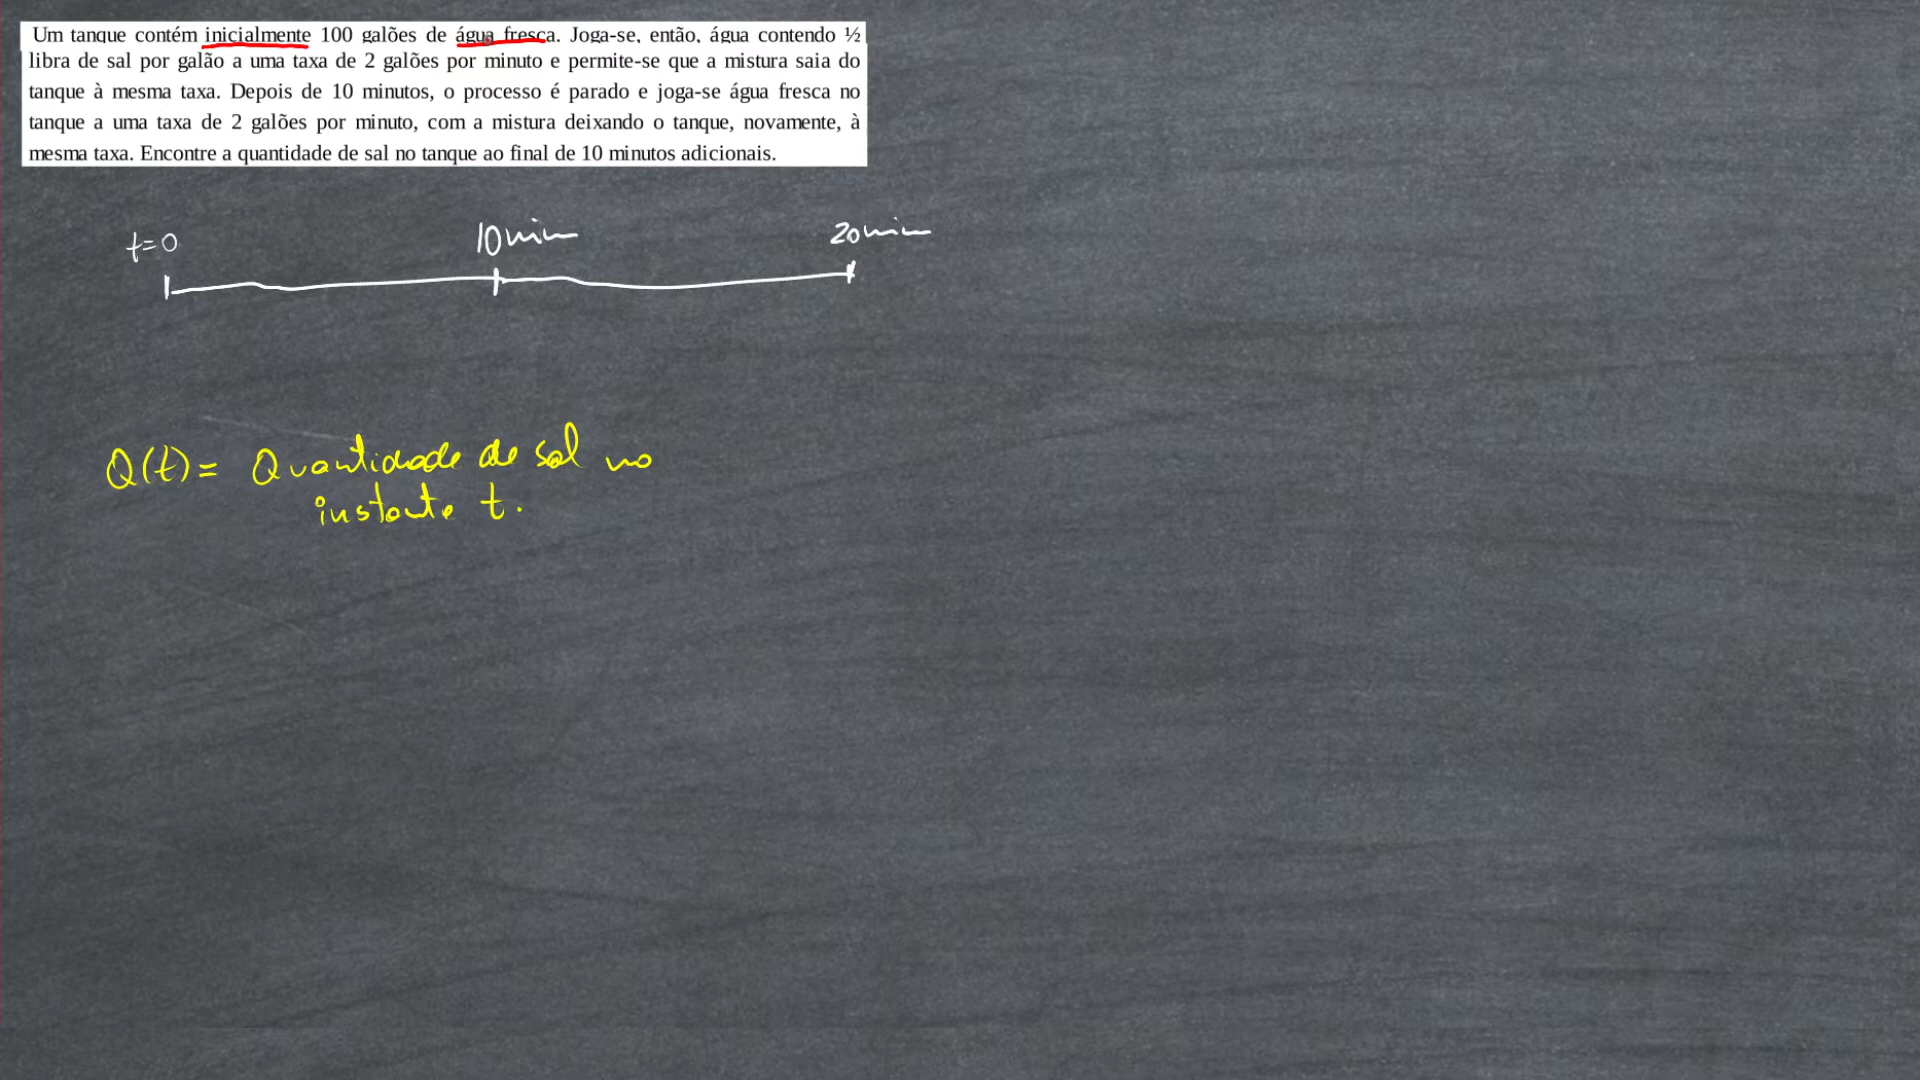 Um tanque contém inicialmente 100 galões de água fresca. Joga-se, então, água contendo ½
libra de sal por galão a uma taxa de 2 galões por minuto e permite-se que a mistura saia do
tanque à mesma taxa. Depois de 10 minutos, o processo é parado e joga-se água fresca no
tanque a uma taxa de 2 galões por minuto, com a mistura deixando o tanque, novamente, à
mesma taxa. Encontre a quantidade de sal no tanque ao final de 10 minutos adicionais.
t=0 10min 20min
Q(t)= Quantidade de sal no
instante t.